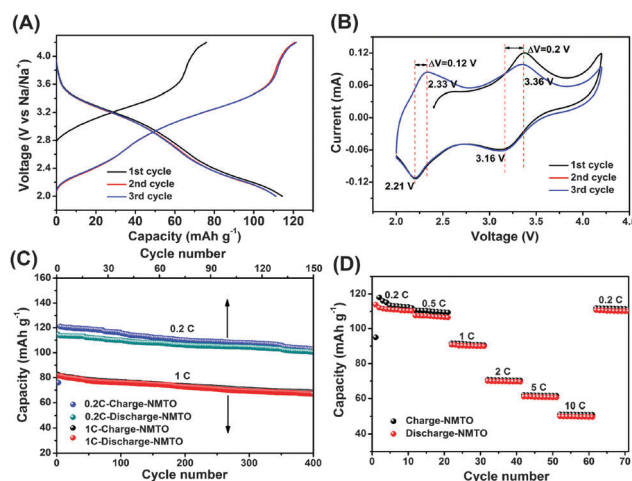 (A)
Voltage (V vs Na/Na⁺)
4.0
3.6
3.2
2.8
2.4
2.0
1st cycle
2nd cycle
3rd cycle
0 20 40 60 80 100 120
Capacity (mAh g⁻¹)
(B)
Current (mA)
0.12
0.06
0.00
-0.06
-0.12
ΔV=0.12 V
ΔV=0.2 V
2.33 V
3.36 V
3.16 V
2.21 V
1st cycle
2nd cycle
3rd cycle
2.0 2.5 3.0 3.5 4.0 4.5
Voltage (V)
(C)
Cycle number
0 50 100 150
Capacity (mAh g⁻¹)
160
140
120
100
80
60
40
20
0.2 C
1 C
0.2C-Charge-NMTO
0.2C-Discharge-NMTO
1C-Charge-NMTO
1C-Discharge-NMTO
0 100 200 300 400
Cycle number
(D)
Capacity (mAh g⁻¹)
160
140
120
100
80
60
40
20
0.2 C
0.5 C
1 C
2 C
5 C
10 C
0.2 C
Charge-NMTO
Discharge-NMTO
0 10 20 30 40 50 60 70
Cycle number